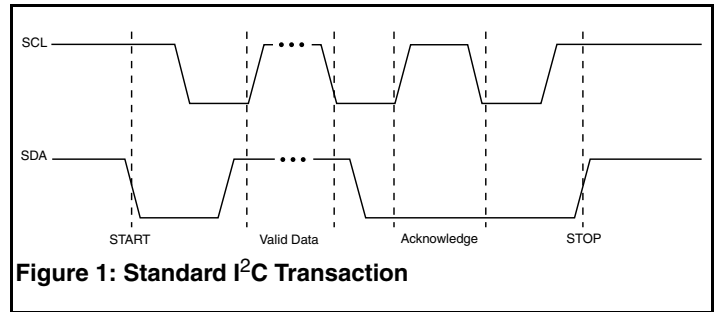 SCL
SDA
START Valid Data Acknowledge STOP
Figure 1: Standard I²C Transaction